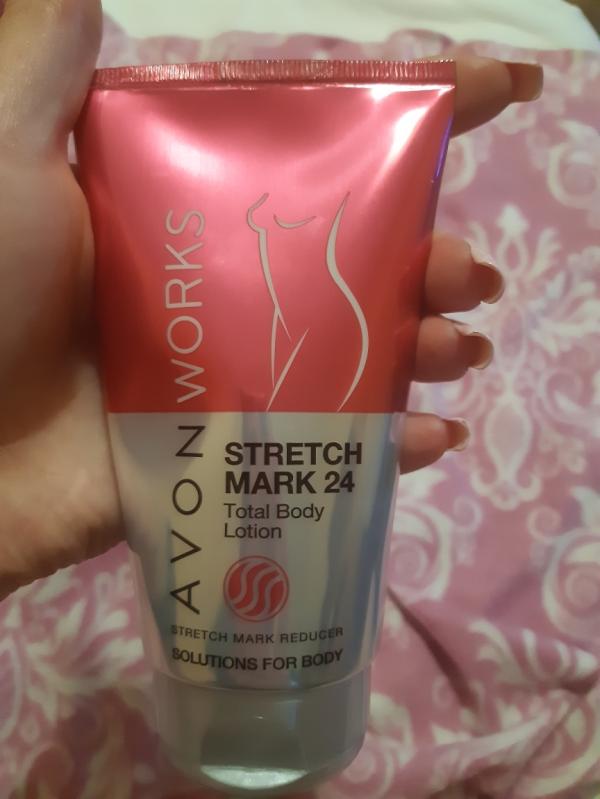 AVON WORKS
STRETCH
MARK 24
Total Body
Lotion
STRETCH MARK REDUCER
SOLUTIONS FOR BODY